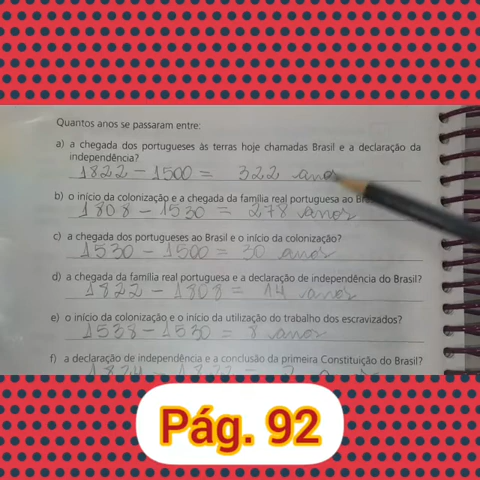 Quantos anos se passaram entre:
a) a chegada dos portugueses às terras hoje chamadas Brasil e a declaração da
independência?
1822 - 1500 = 322 anos
b) o início da colonização e a chegada da família real portuguesa ao
1808 - 1530 = 278 anos
c) a chegada dos portugueses ao Brasil e o início da colonização?
1530 - 1500 = 30 anos
d) a chegada da família real portuguesa e a declaração de independência do Brasil?
1822 - 1808 = 14 anos
e) o início da colonização e o início da utilização do trabalho dos escravizados?
1538 - 1530 = 8 anos
f) a declaração de independência e a conclusão da primeira Constituição do Brasil?
1824 - 1822 = 2
Pág. 92